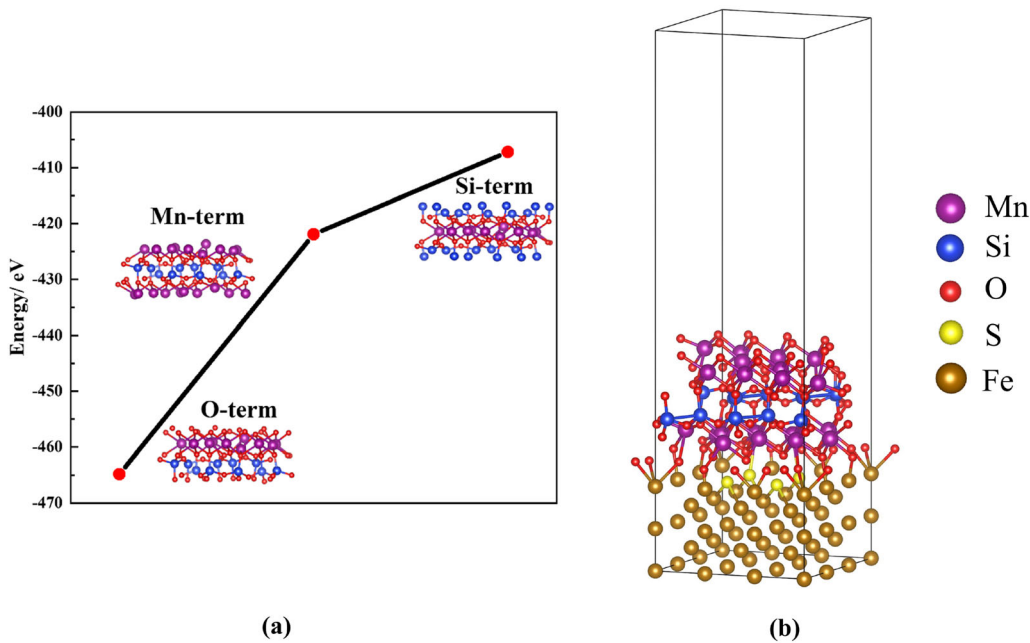 -400
-410
-420
-430
-440
-450
-460
-470
Energy/ eV
Mn-term
Si-term
O-term
(a)
Mn
Si
O
S
Fe
(b)